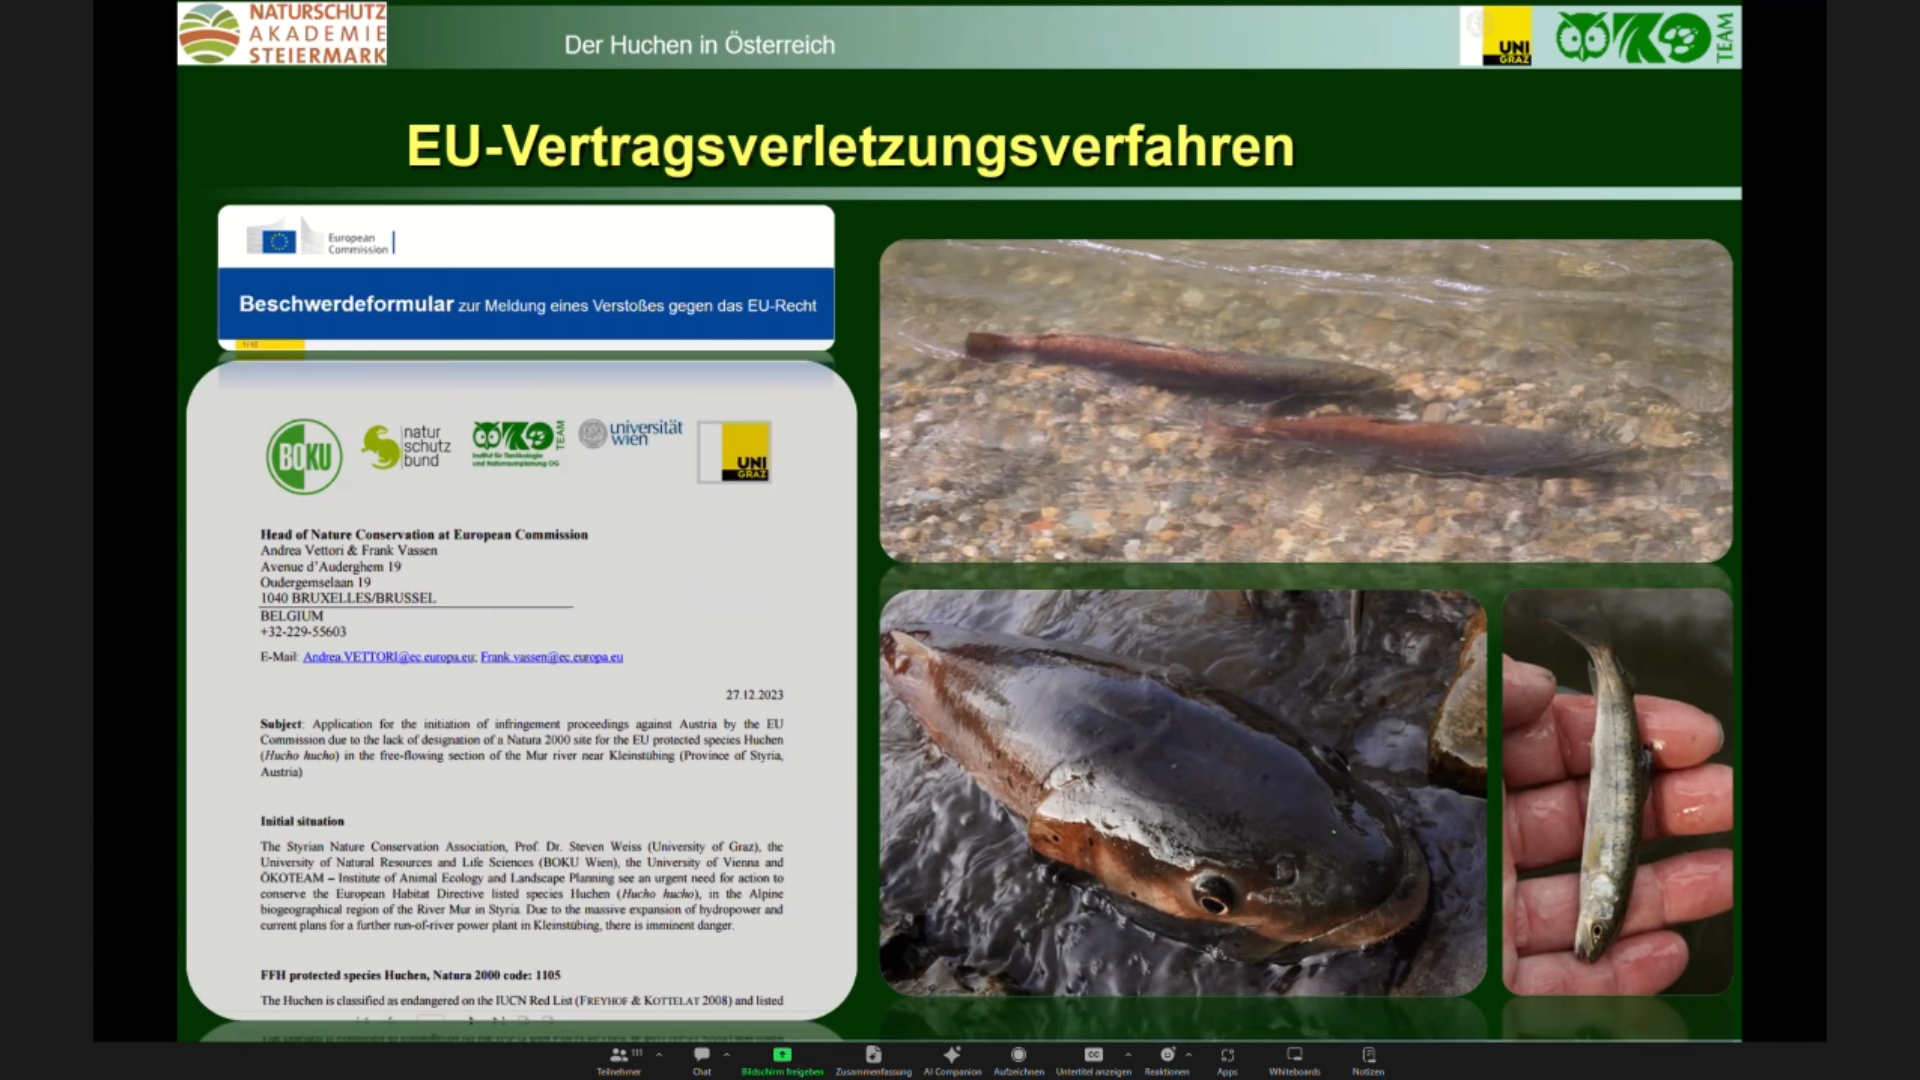 NATURSCHUTZ
AKADEMIE
STEIERMARK
Der Huchen in Österreich
UNI
GRAZ
ÖKO
TEAM
EU-Vertragsverletzungsverfahren
European
Commission
Beschwerdeformular zur Meldung eines Verstoßes gegen das EU-Recht
1/10
BOKU
natur
schutz
bund
ÖKO
TEAM
Institut für Tierökologie
und Naturraumplanung OG
universität
wien
UNI
GRAZ
Head of Nature Conservation at European Commission
Andrea Vettori & Frank Vassen
Avenue d'Auderghem 19
Oudergemselaan 19
1040 BRUXELLES/BRUSSEL
BELGIUM
+32-229-55603
E-Mail: Andrea.VETTORI@ec.europa.eu; Frank.vassen@ec.europa.eu
27.12.2023
Subject: Application for the initiation of infringement proceedings against Austria by the EU
Commission due to the lack of designation of a Natura 2000 site for the EU protected species Huchen
(Hucho hucho) in the free-flowing section of the Mur river near Kleinstübing (Province of Styria,
Austria)
Initial situation
The Styrian Nature Conservation Association, Prof. Dr. Steven Weiss (University of Graz), the
University of Natural Resources and Life Sciences (BOKU Wien), the University of Vienna and
ÖKOTEAM – Institute of Animal Ecology and Landscape Planning see an urgent need for action to
conserve the European Habitat Directive listed species Huchen (Hucho hucho), in the Alpine
biogeographical region of the River Mur in Styria. Due to the massive expansion of hydropower and
current plans for a further run-of-river power plant in Kleinstübing, there is imminent danger.
FFH protected species Huchen, Natura 2000 code: 1105
The Huchen is classified as endangered on the IUCN Red List (FREYHOF & KOTTELAT 2008) and listed
111
Teilnehmer
Chat
Bildschirm freigeben
Zusammenfassung
AI Companion
Aufzeichnen
CC
Untertitel anzeigen
Reaktionen
Apps
Whiteboards
Notizen